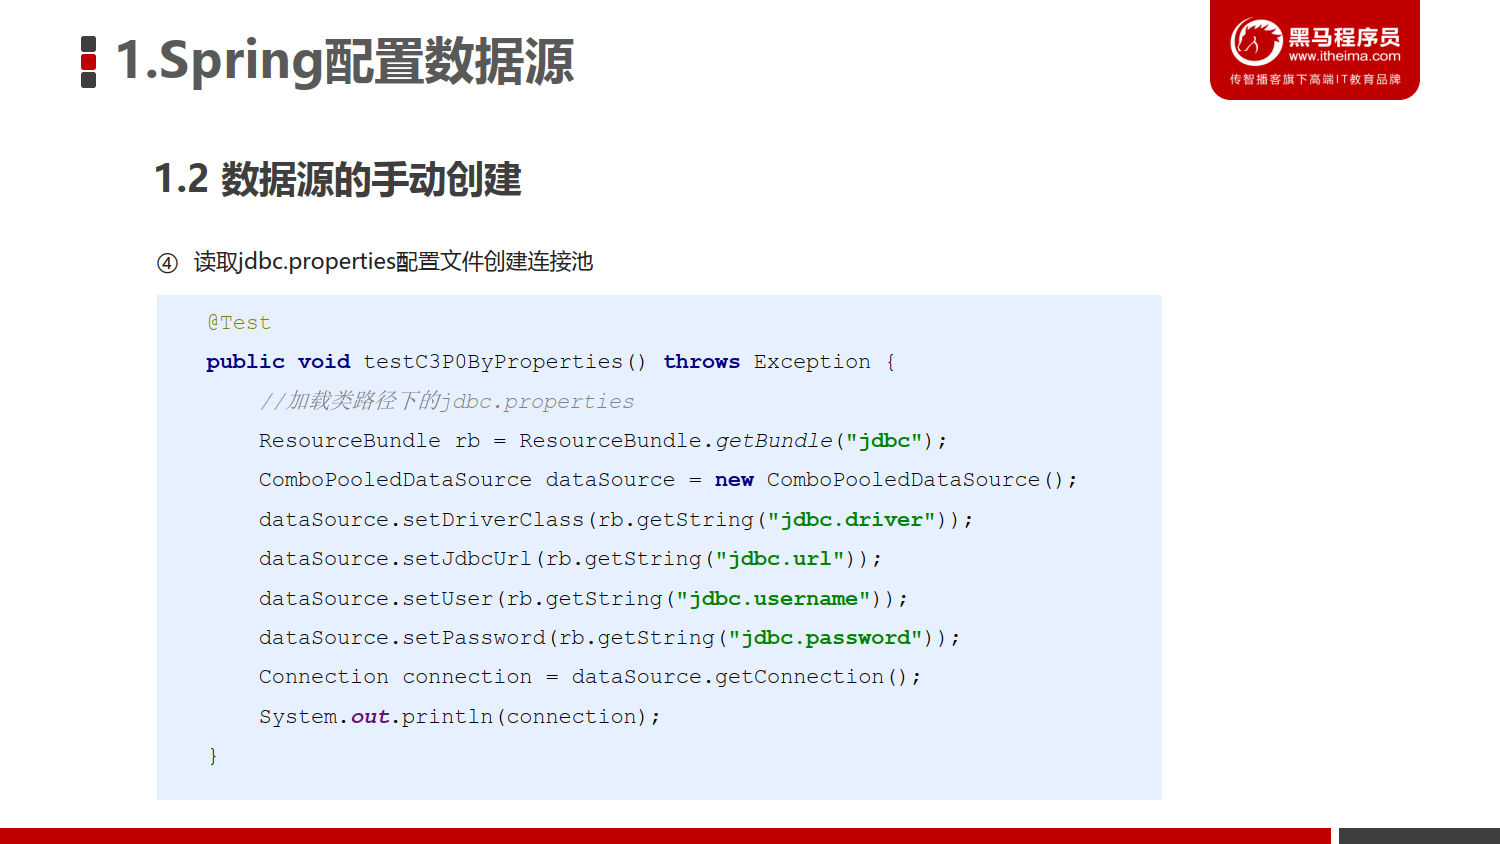 1.Spring配置数据源
黑马程序员
www.itheima.com
传智播客旗下高端IT教育品牌
1.2 数据源的手动创建
④ 读取jdbc.properties配置文件创建连接池
@Test
public void testC3P0ByProperties() throws Exception {
//加载类路径下的jdbc.properties
ResourceBundle rb = ResourceBundle.getBundle("jdbc");
ComboPooledDataSource dataSource = new ComboPooledDataSource();
dataSource.setDriverClass(rb.getString("jdbc.driver"));
dataSource.setJdbcUrl(rb.getString("jdbc.url"));
dataSource.setUser(rb.getString("jdbc.username"));
dataSource.setPassword(rb.getString("jdbc.password"));
Connection connection = dataSource.getConnection();
System.out.println(connection);
}